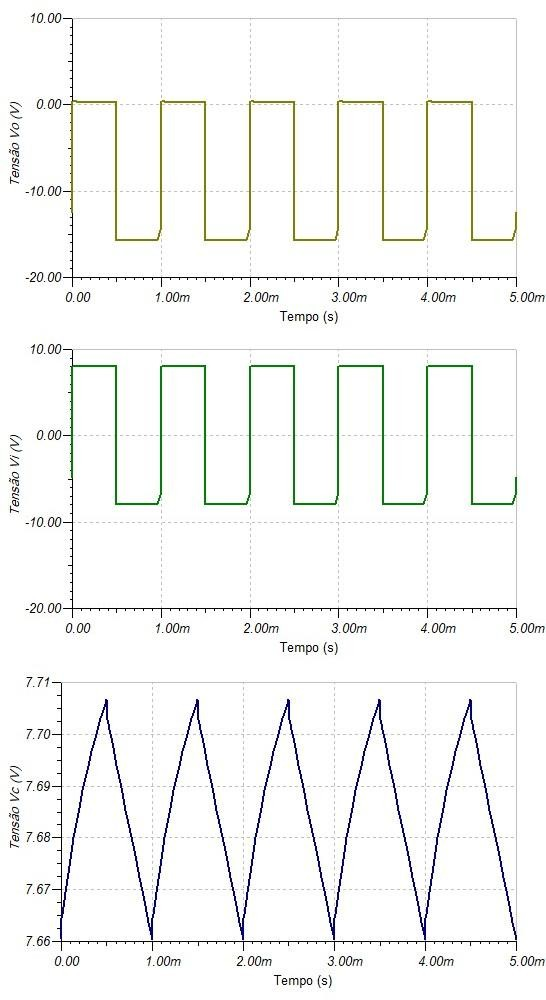 10.00
0.00
-10.00
-20.00
Tensão Vo (V)
0.00 1.00m 2.00m 3.00m 4.00m 5.00m
Tempo (s)
10.00
0.00
-10.00
-20.00
Tensão Vi (V)
0.00 1.00m 2.00m 3.00m 4.00m 5.00m
Tempo (s)
7.71
7.70
7.69
7.68
7.67
7.66
Tensão Vc (V)
0.00 1.00m 2.00m 3.00m 4.00m 5.00m
Tempo (s)